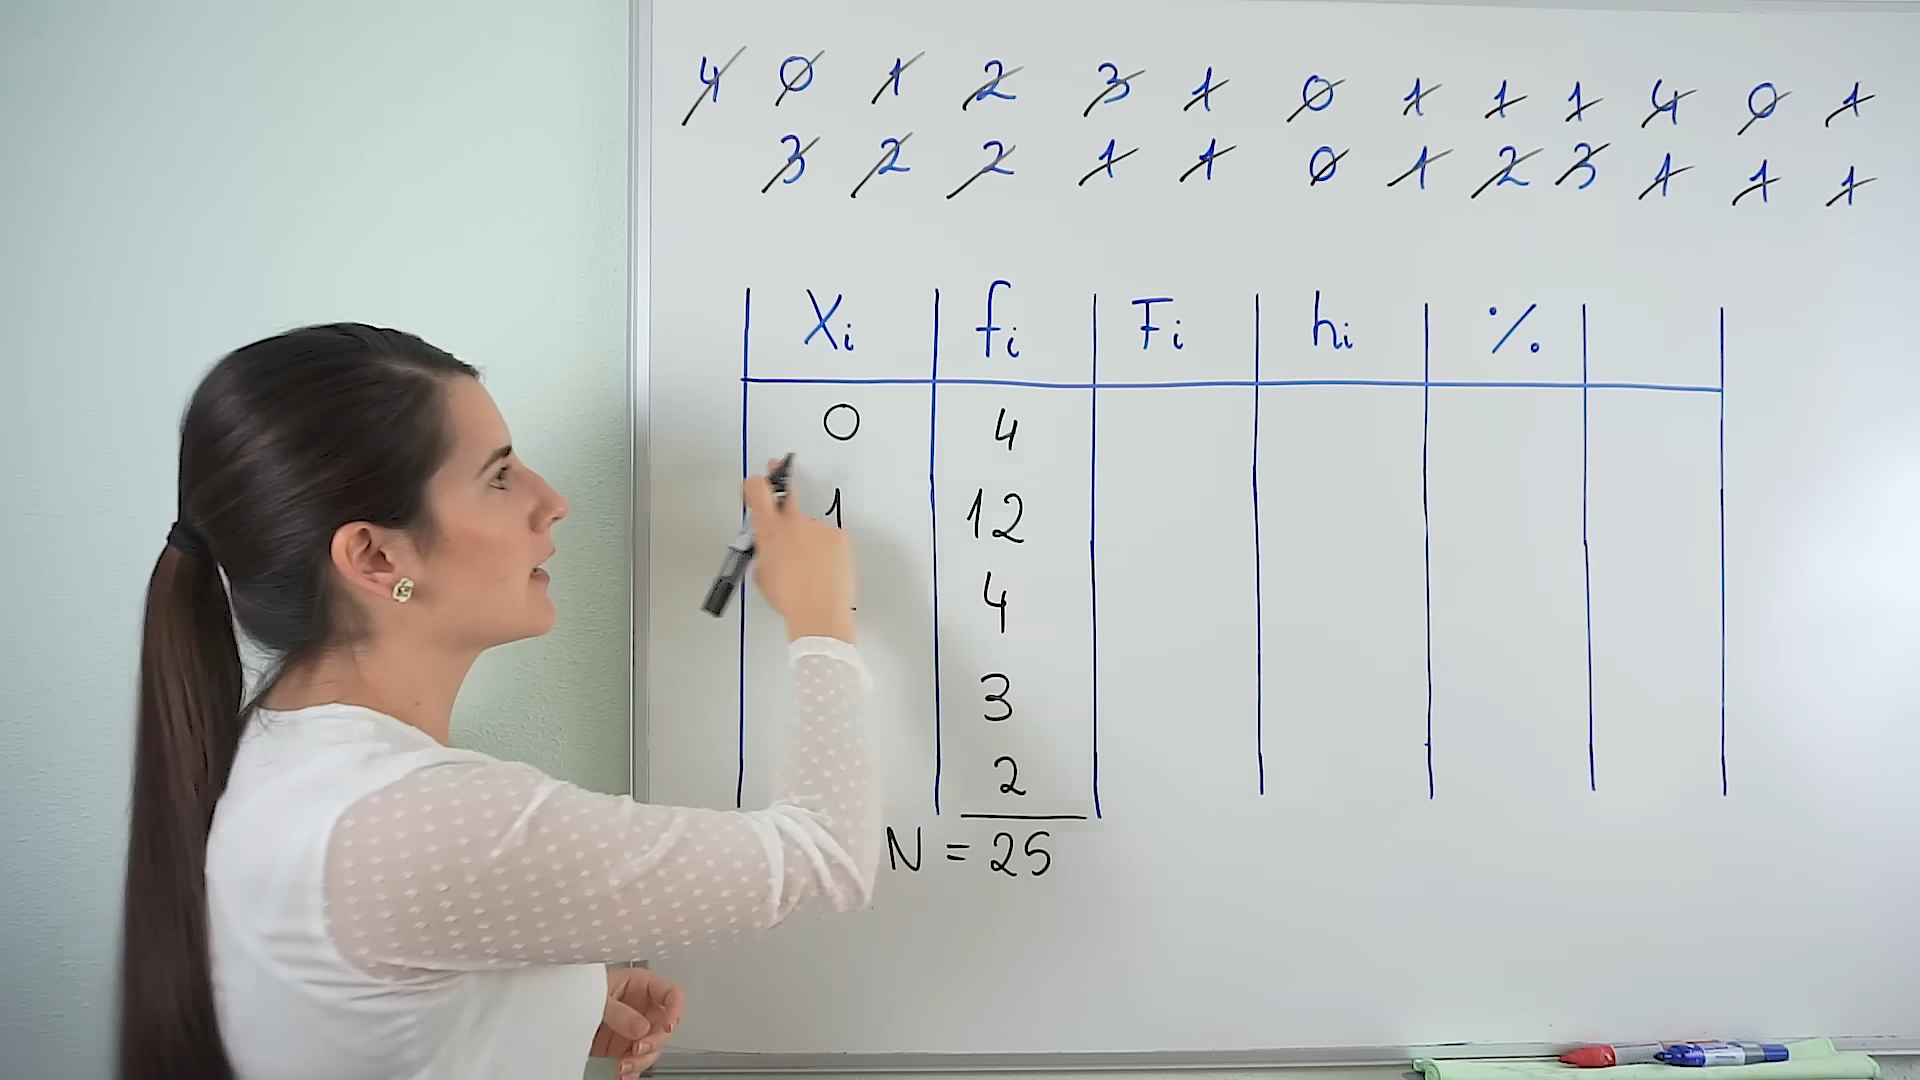 4 0 1 2 3 1 0 1 1 1 4 0 1
3 2 2 1 1 0 1 2 3 1 1 1
Xi fi Fi hi %
0 4
1 12
4
3
2
N = 25